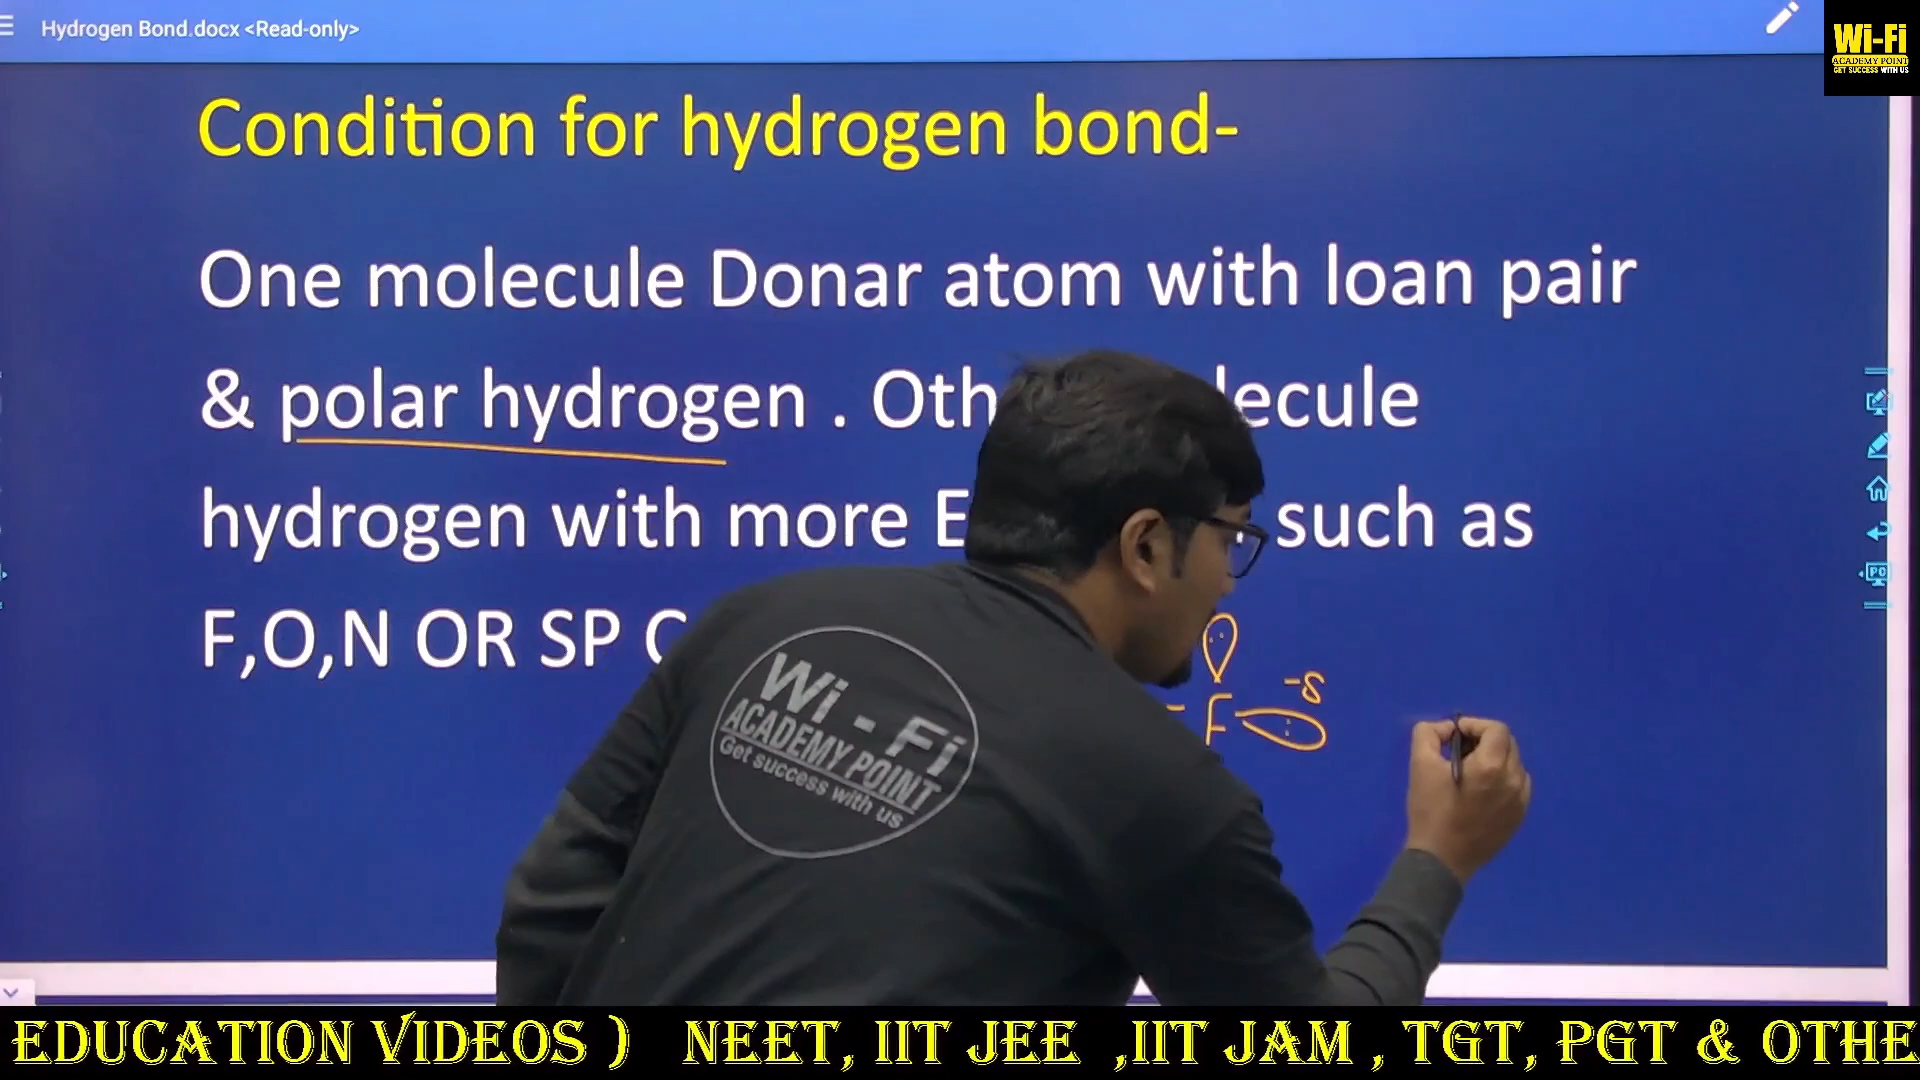 Hydrogen Bond.docx <Read-only>
Wi-Fi
ACADEMY POINT
GET SUCCESS WITH US
Condition for hydrogen bond-
One molecule Donar atom with loan pair
& polar hydrogen . Oth ecule
hydrogen with more E such as
F,O,N OR SP
F
-δ
Wi-Fi
ACADEMY POINT
Get success with us
PC
EDUCATION VIDEOS ) NEET, IIT JEE ,IIT JAM , TGT, PGT & OTHE